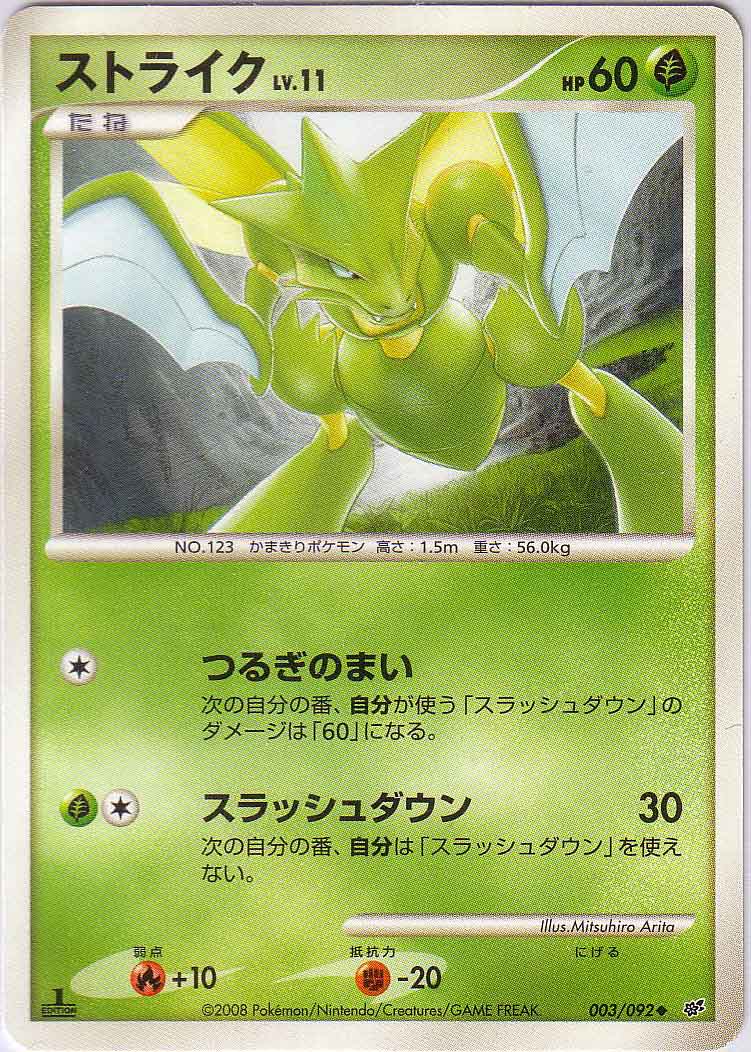 ストライク LV.11 HP 60
たね
NO.123 かまきりポケモン 高さ：1.5m 重さ：56.0kg
つるぎのまい
次の自分の番、自分が使う「スラッシュダウン」の
ダメージは「60」になる。
スラッシュダウン 30
次の自分の番、自分は「スラッシュダウン」を使え
ない。
Illus.Mitsuhiro Arita
弱点 抵抗力 にげる
+10 -20
1 EDITION ©2008 Pokémon/Nintendo/Creatures/GAME FREAK. 003/092